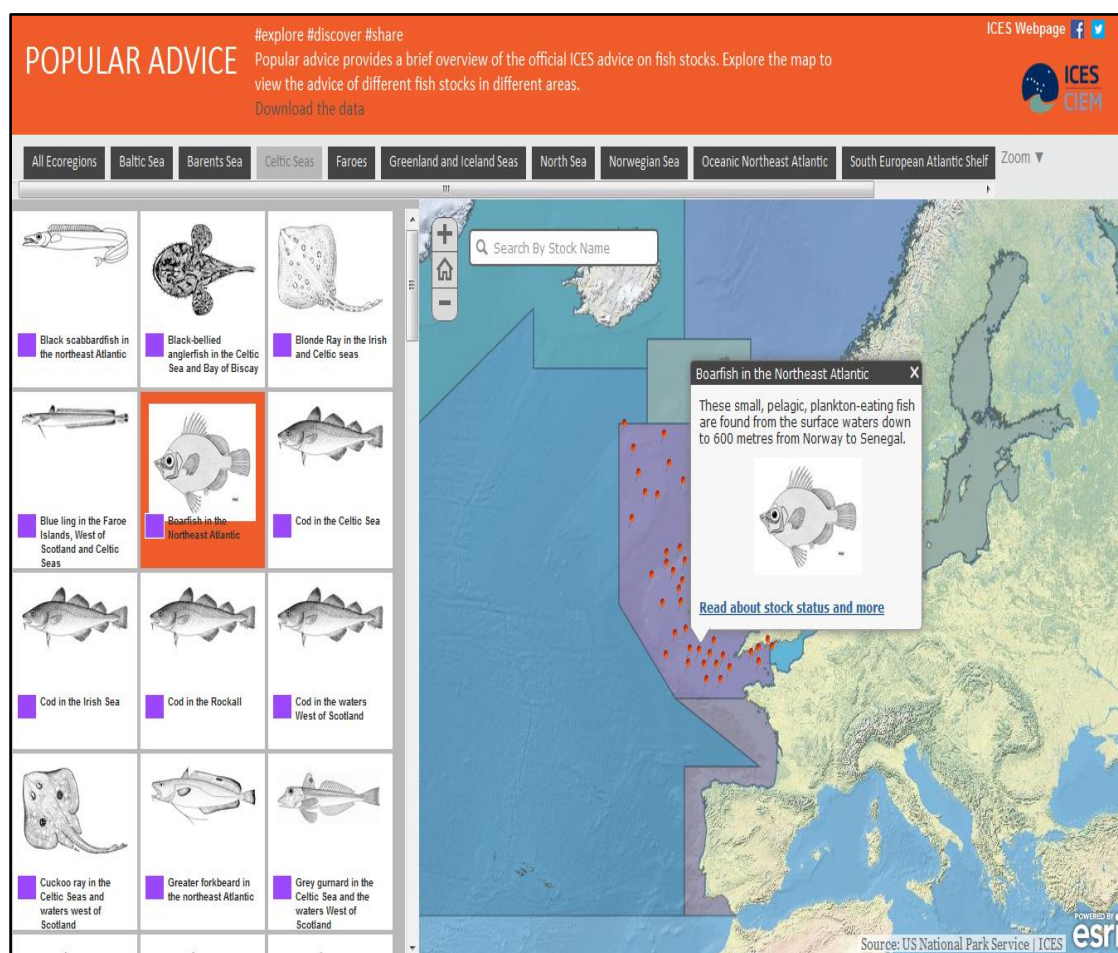 POPULAR ADVICE
#explore #discover #share
Popular advice provides a brief overview of the official ICES advice on fish stocks. Explore the map to
view the advice of different fish stocks in different areas.
Download the data
ICES Webpage
ICES
CIEM
All Ecoregions
Baltic Sea
Barents Sea
Celtic Seas
Faroes
Greenland and Iceland Seas
North Sea
Norwegian Sea
Oceanic Northeast Atlantic
South European Atlantic Shelf
Zoom ▼
Black scabbardfish in
the northeast Atlantic
Black-bellied
anglerfish in the Celtic
Sea and Bay of Biscay
Blonde Ray in the Irish
and Celtic seas
Blue ling in the Faroe
Islands, West of
Scotland and Celtic
Seas
Boarfish in the
Northeast Atlantic
Cod in the Celtic Sea
Cod in the Irish Sea
Cod in the Rockall
Cod in the waters
West of Scotland
Cuckoo ray in the
Celtic Seas and
waters west of
Scotland
Greater forkbeard in
the northeast Atlantic
Grey gurnard in the
Celtic Sea and the
waters West of
Scotland
Search By Stock Name
Boarfish in the Northeast Atlantic
These small, pelagic, plankton-eating fish
are found from the surface waters down
to 600 metres from Norway to Senegal.
Read about stock status and more
POWERED BY
esri
Source: US National Park Service | ICES